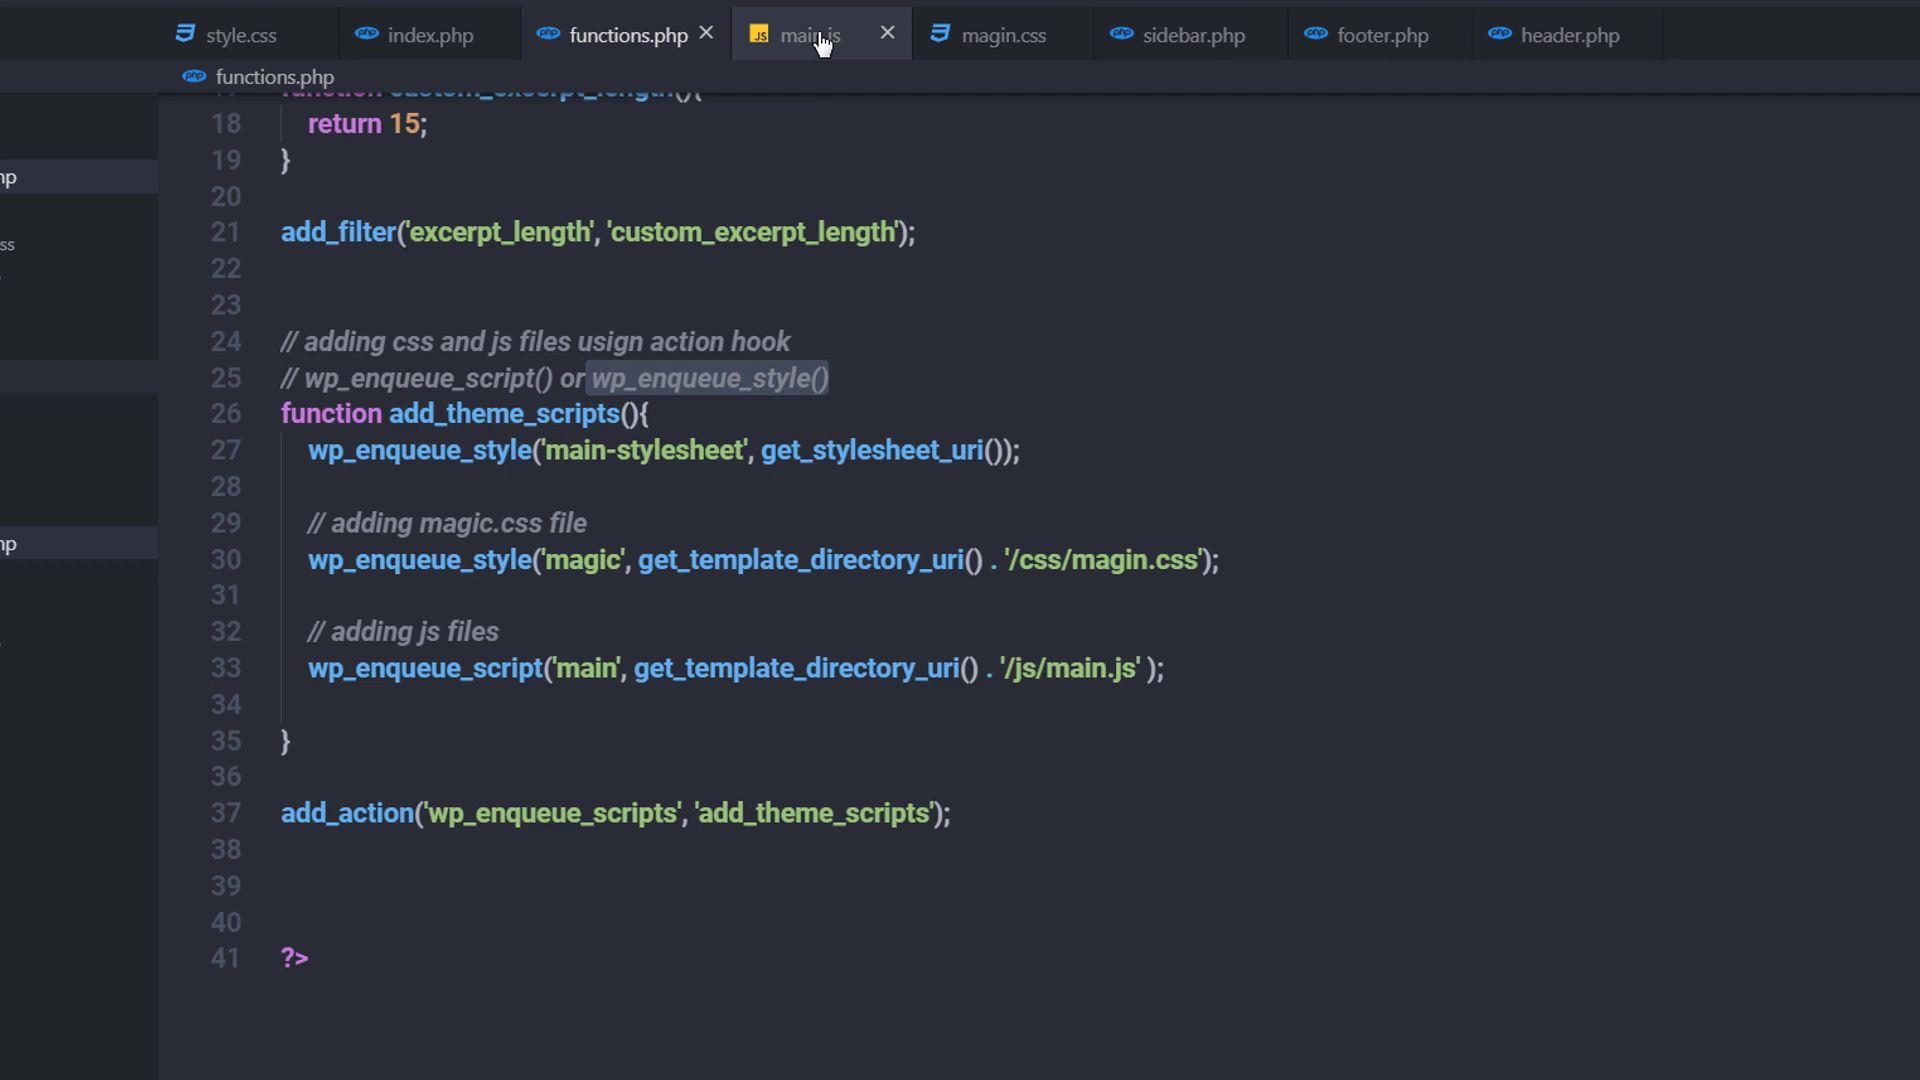 style.css index.php functions.php main.js magin.css sidebar.php footer.php header.php
functions.php
18 return 15;
19 }
20
21 add_filter('excerpt_length', 'custom_excerpt_length');
22
23
24 // adding css and js files usign action hook
25 // wp_enqueue_script() or wp_enqueue_style()
26 function add_theme_scripts(){
27 wp_enqueue_style('main-stylesheet', get_stylesheet_uri());
28
29 // adding magic.css file
30 wp_enqueue_style('magic', get_template_directory_uri() . '/css/magin.css');
31
32 // adding js files
33 wp_enqueue_script('main', get_template_directory_uri() . '/js/main.js' );
34
35 }
36
37 add_action('wp_enqueue_scripts', 'add_theme_scripts');
38
39
40
41 ?>